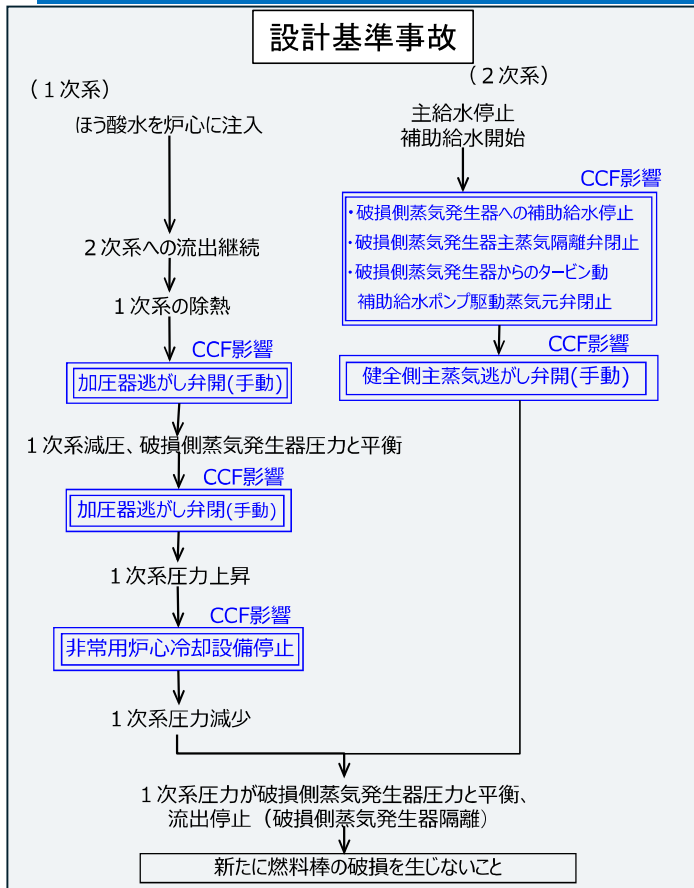 設計基準事故
（１次系）
ほう酸水を炉心に注入
２次系への流出継続
１次系の除熱
CCF影響
加圧器逃がし弁開(手動)
１次系減圧、破損側蒸気発生器圧力と平衡
CCF影響
加圧器逃がし弁閉(手動)
１次系圧力上昇
CCF影響
非常用炉心冷却設備停止
１次系圧力減少
（２次系）
主給水停止
補助給水開始
CCF影響
・破損側蒸気発生器への補助給水停止
・破損側蒸気発生器主蒸気隔離弁閉止
・破損側蒸気発生器からのタービン動
補助給水ポンプ駆動蒸気元弁閉止
CCF影響
健全側主蒸気逃がし弁開(手動)
１次系圧力が破損側蒸気発生器圧力と平衡、
流出停止（破損側蒸気発生器隔離）
新たに燃料棒の破損を生じないこと